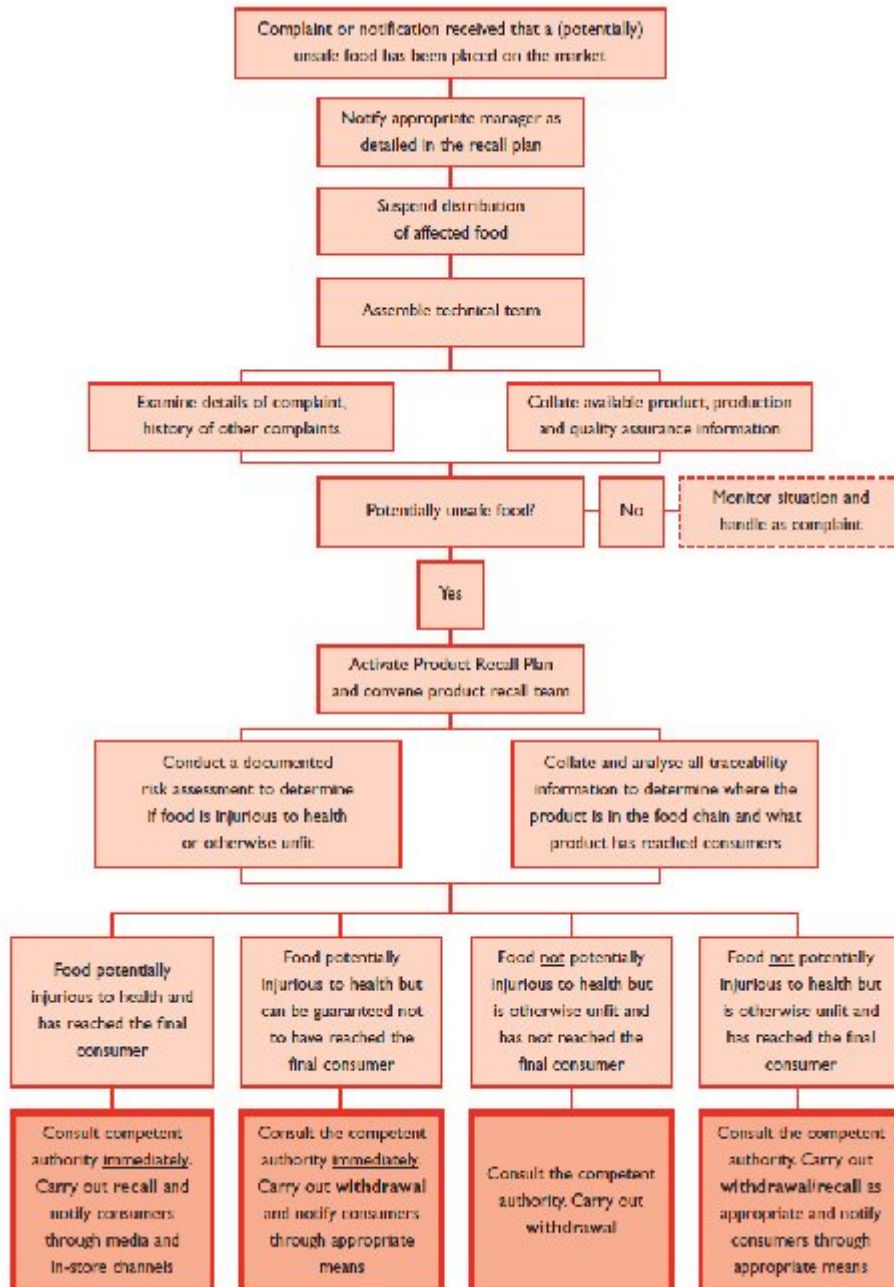 Complaint or notification received that a (potentially)
unsafe food has been placed on the market
Notify appropriate manager as
detailed in the recall plan
Suspend distribution
of affected food
Assemble technical team
Examine details of complaint,
history of other complaints
Collate available product, production
and quality assurance information
Potentially unsafe food?
No
Monitor situation and
handle as complaint
Yes
Activate Product Recall Plan
and convene product recall team
Conduct a documented
risk assessment to determine
if food is injurious to health
or otherwise unfit
Collate and analyse all traceability
information to determine where the
product is in the food chain and what
product has reached consumers
Food potentially
injurious to health and
has reached the final
consumer
Food potentially
injurious to health but
can be guaranteed not
to have reached the
final consumer
Food not potentially
injurious to health but
is otherwise unfit and
has not reached the
final consumer
Food not potentially
injurious to health but
is otherwise unfit and
has reached the final
consumer
Consult competent
authority immediately.
Carry out recall and
notify consumers
through media and
in-store channels
Consult the competent
authority immediately.
Carry out withdrawal
and notify consumers
through appropriate
means
Consult the competent
authority. Carry out
withdrawal
Consult the competent
authority. Carry out
withdrawal/recall as
appropriate and notify
consumers through
appropriate means